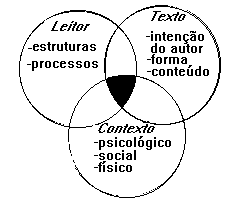 Leitor
-estruturas
-processos
Texto
-intenção
do autor
-forma
-conteúdo
Contexto
-psicológico
-social
-físico